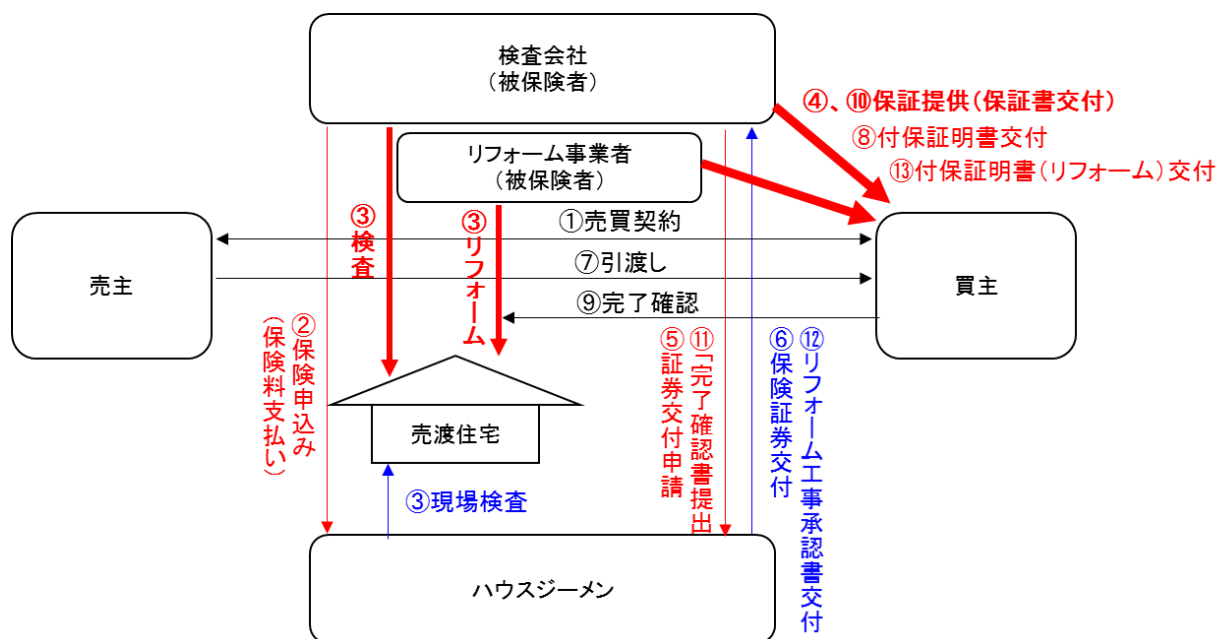 検査会社
（被保険者）
④、⑩保証提供（保証書交付）
⑧付保証明書交付
⑬付保証明書（リフォーム）交付
リフォーム事業者
（被保険者）
③検査
③リフォーム
①売買契約
⑦引渡し
⑨完了確認
売主
買主
②保険申込み
（保険料支払い）
売渡住宅
③現場検査
⑪「完了確認書提出
⑤証券交付申請
⑫リフォーム工事承認書交付
⑥保険証券交付
ハウスジーメン